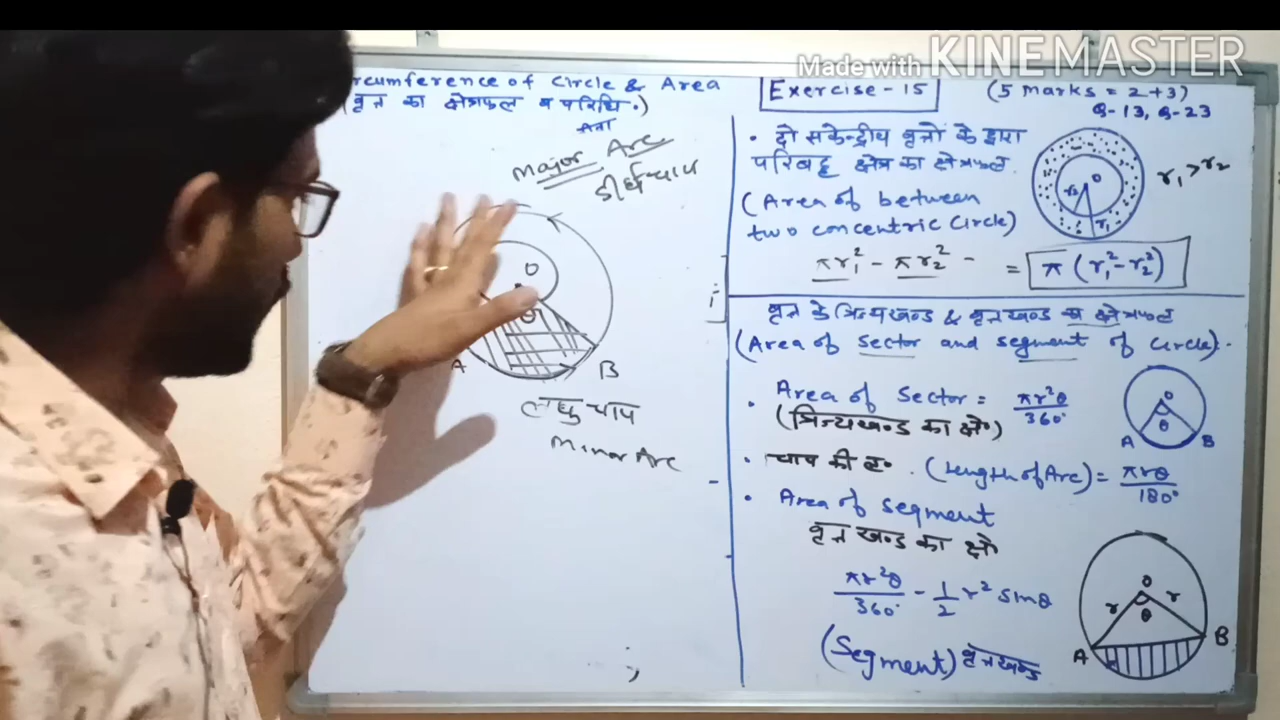 Made with KINEMASTER
rcumference of Circle & Area
(वृत्त का क्षेत्रफल व परिधि.)
Major Arc
दीर्घ चाप
O
θ
A B
लघु चाप
Minor Arc
Exercise - 15
(5 Marks = 2+3)
Q-13, Q-23
• दो सकेन्द्रीय वृत्तों के द्वारा
परिबद्ध क्षेत्र का क्षेत्रफल.
(Area of between
two concentric Circle)
O
r₂
r₁
r₁ > r₂
πr₁² - πr₂² - = π(r₁²-r₂²)
वृत्त के त्रिज्यखण्ड & वृत्तखण्ड का क्षेत्रफल
(Area of sector and segment of Circle).
• Area of Sector = πr²θ/360°
(त्रिज्यखण्ड का क्षे०)
O
θ
A B
• चाप की ल० . (Length of Arc) = πrθ/180°
• Area of segment
वृत्त खण्ड का क्षे०
πr²θ/360° - 1/2 r² sinθ
(Segment) वृत्तखण्ड
O
r r
θ
A B